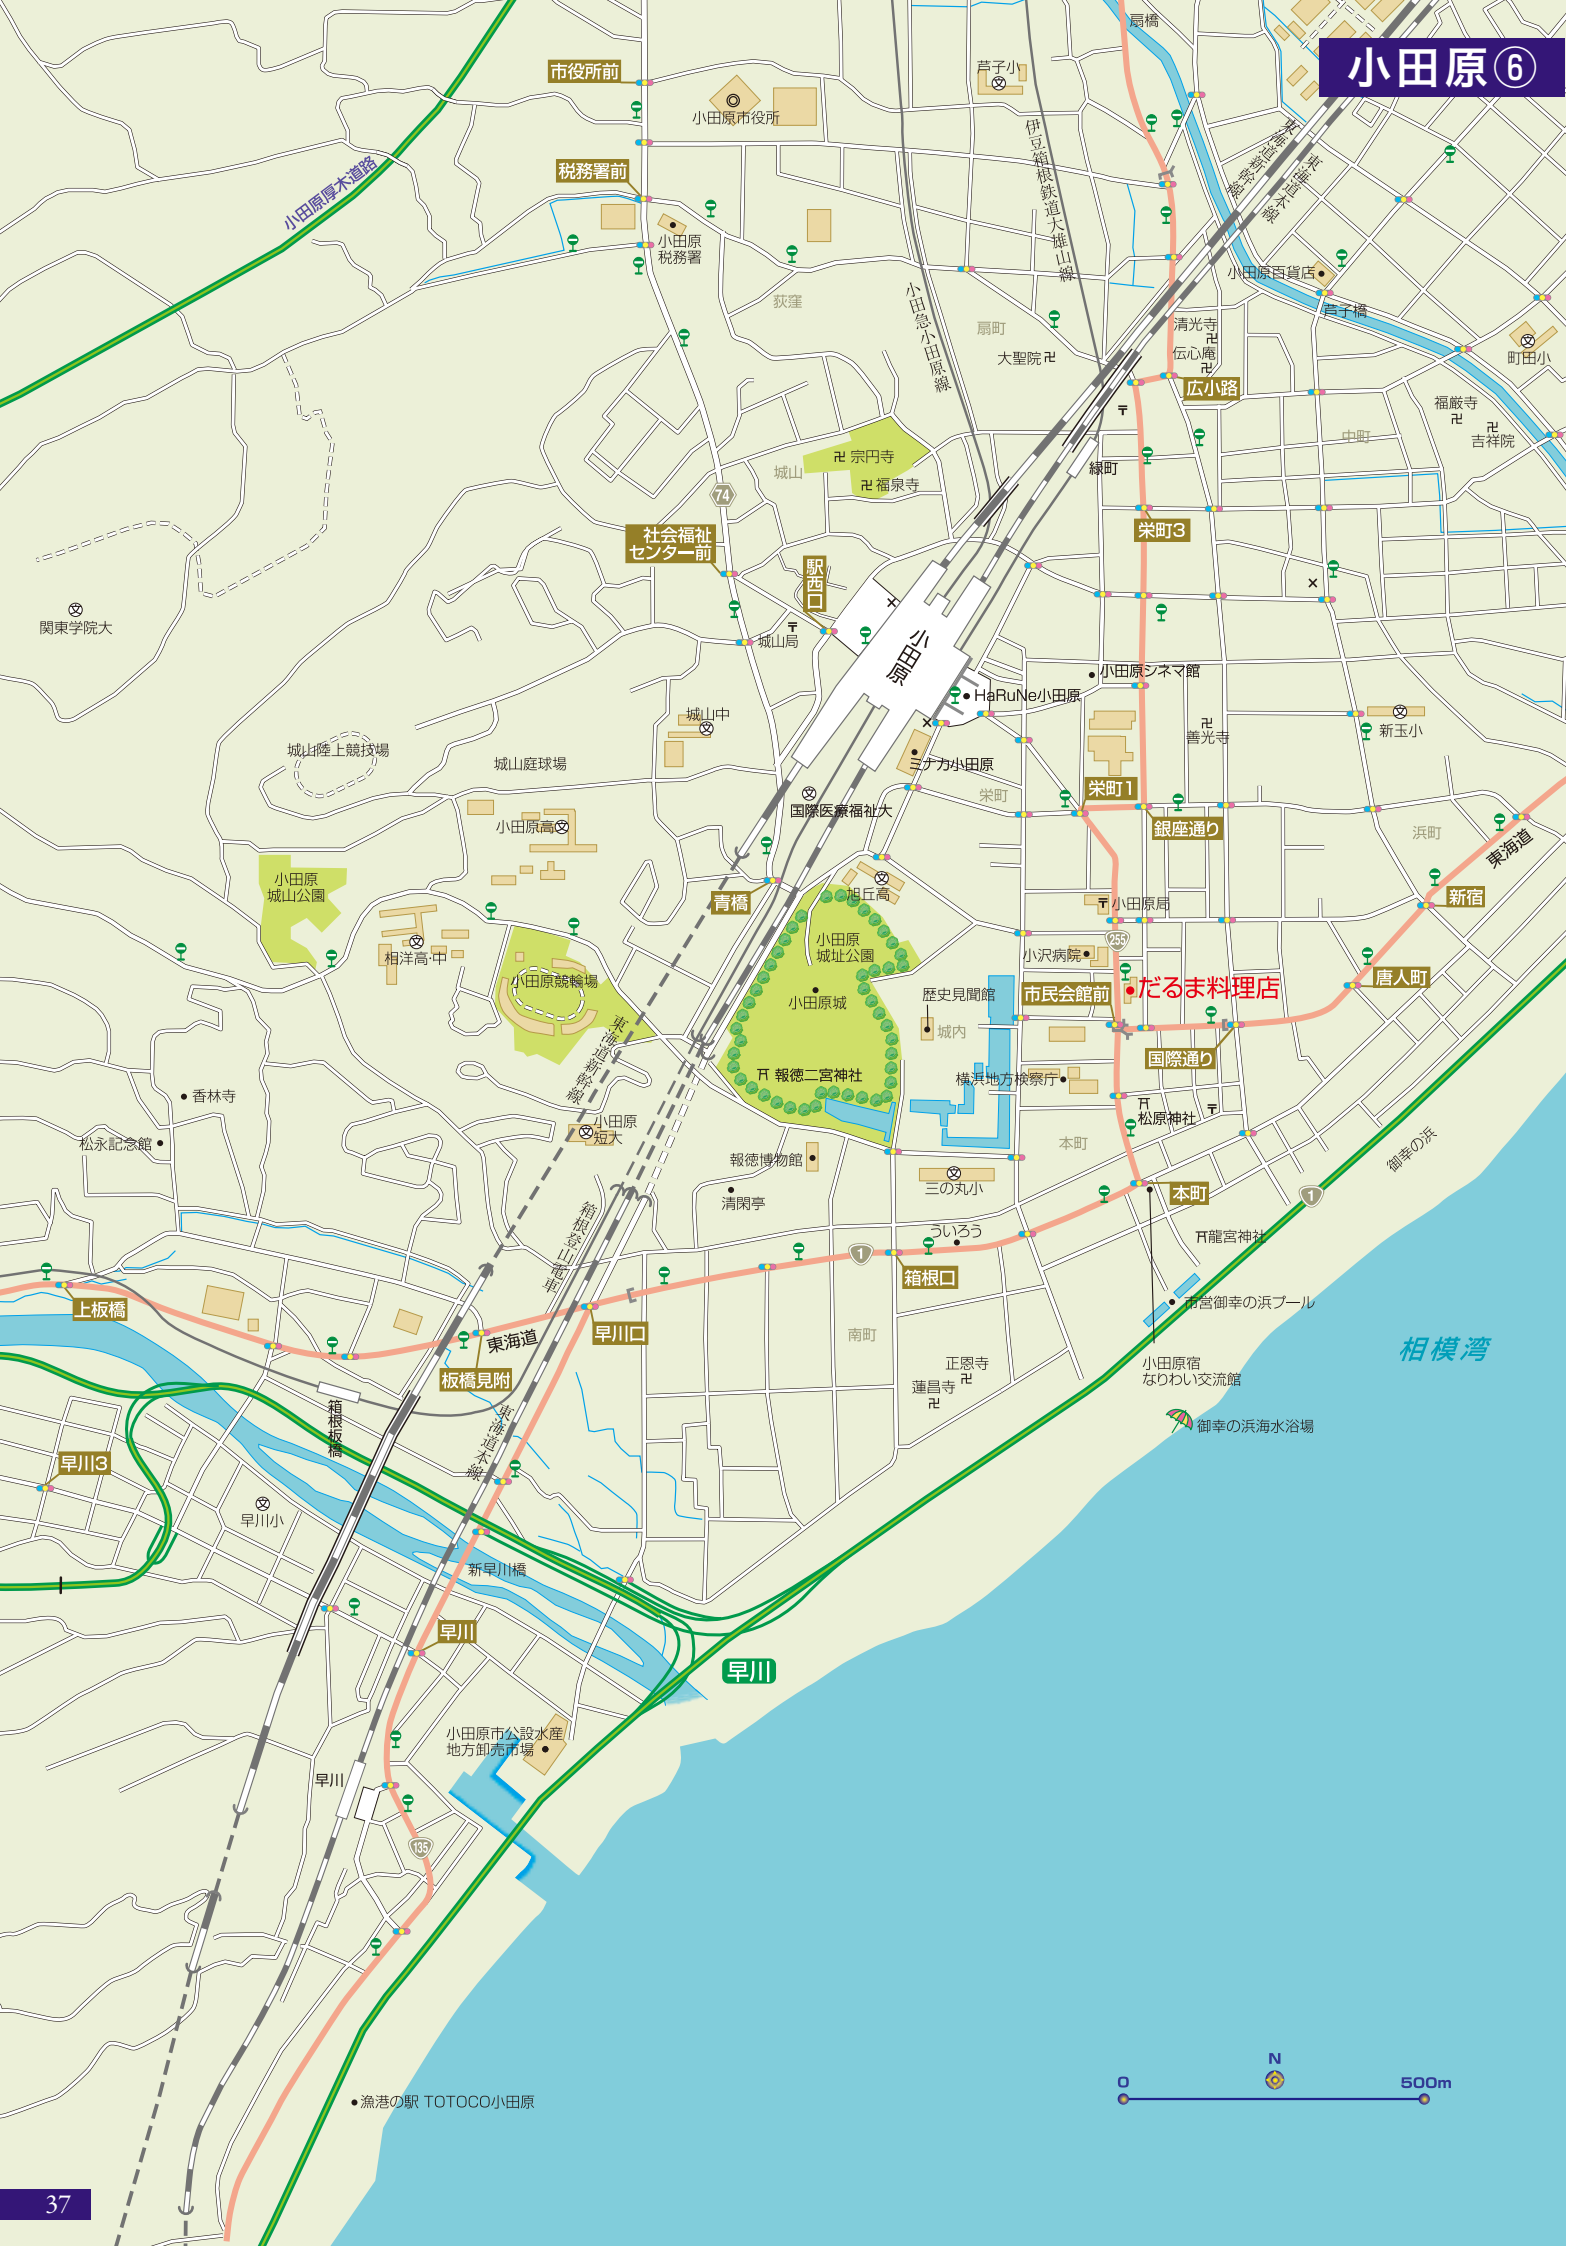 小田原⑥
扇橋
芦子小
市役所前
小田原市役所
税務署前
小田原
税務署
小田原厚木道路
伊豆箱根鉄道大雄山線
東海道新幹線
東海道本線
小田原百貨店
芦子橋
荻窪
小田急小田原線
扇町
清光寺
伝心庵
大聖院
町田小
広小路
福厳寺
吉祥院
中町
宗円寺
城山
福泉寺
緑町
74
栄町3
社会福祉
センター前
駅西口
関東学院大
城山局
小田原
小田原シネマ館
HaRuNe小田原
城山中
善光寺
新玉小
城山陸上競技場
城山庭球場
ミナカ小田原
国際医療福祉大
栄町
栄町1
小田原高
銀座通り
浜町
東海道
小田原
城山公園
青橋
旭丘高
小田原局
新宿
相洋高・中
小田原
城址公園
255
小沢病院
小田原競輪場
小田原城
歴史見聞館
市民会館前
だるま料理店
唐人町
東海道新幹線
城内
国際通り
報徳二宮神社
横浜地方検察庁
香林寺
松原神社
小田原
短大
松永記念館
報徳博物館
本町
御幸の浜
三の丸小
清閑亭
本町
1
箱根登山電車
ういろう
龍宮神社
1
箱根口
上板橋
市営御幸の浜プール
早川口
東海道
南町
相模湾
板橋見附
正恩寺
小田原宿
なりわい交流館
蓮昌寺
箱根板橋
東海道本線
御幸の浜海水浴場
早川3
早川小
新早川橋
早川
早川
小田原市公設水産
地方卸売市場
早川
135
N
0
500m
漁港の駅 TOTOCO小田原
37